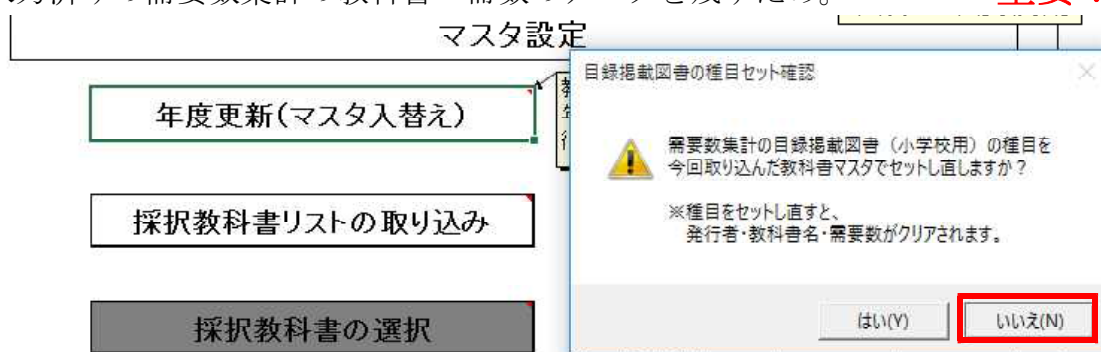 マスタ設定
年度更新(マスタ入替え)
採択教科書リストの取り込み
採択教科書の選択
目録掲載図書の種目セット確認
需要数集計の目録掲載図書（小学校用）の種目を
今回取り込んだ教科書マスタでセットし直しますか？
※種目をセットし直すと、
発行者・教科書名・需要数がクリアされます。
はい(Y)
いいえ(N)